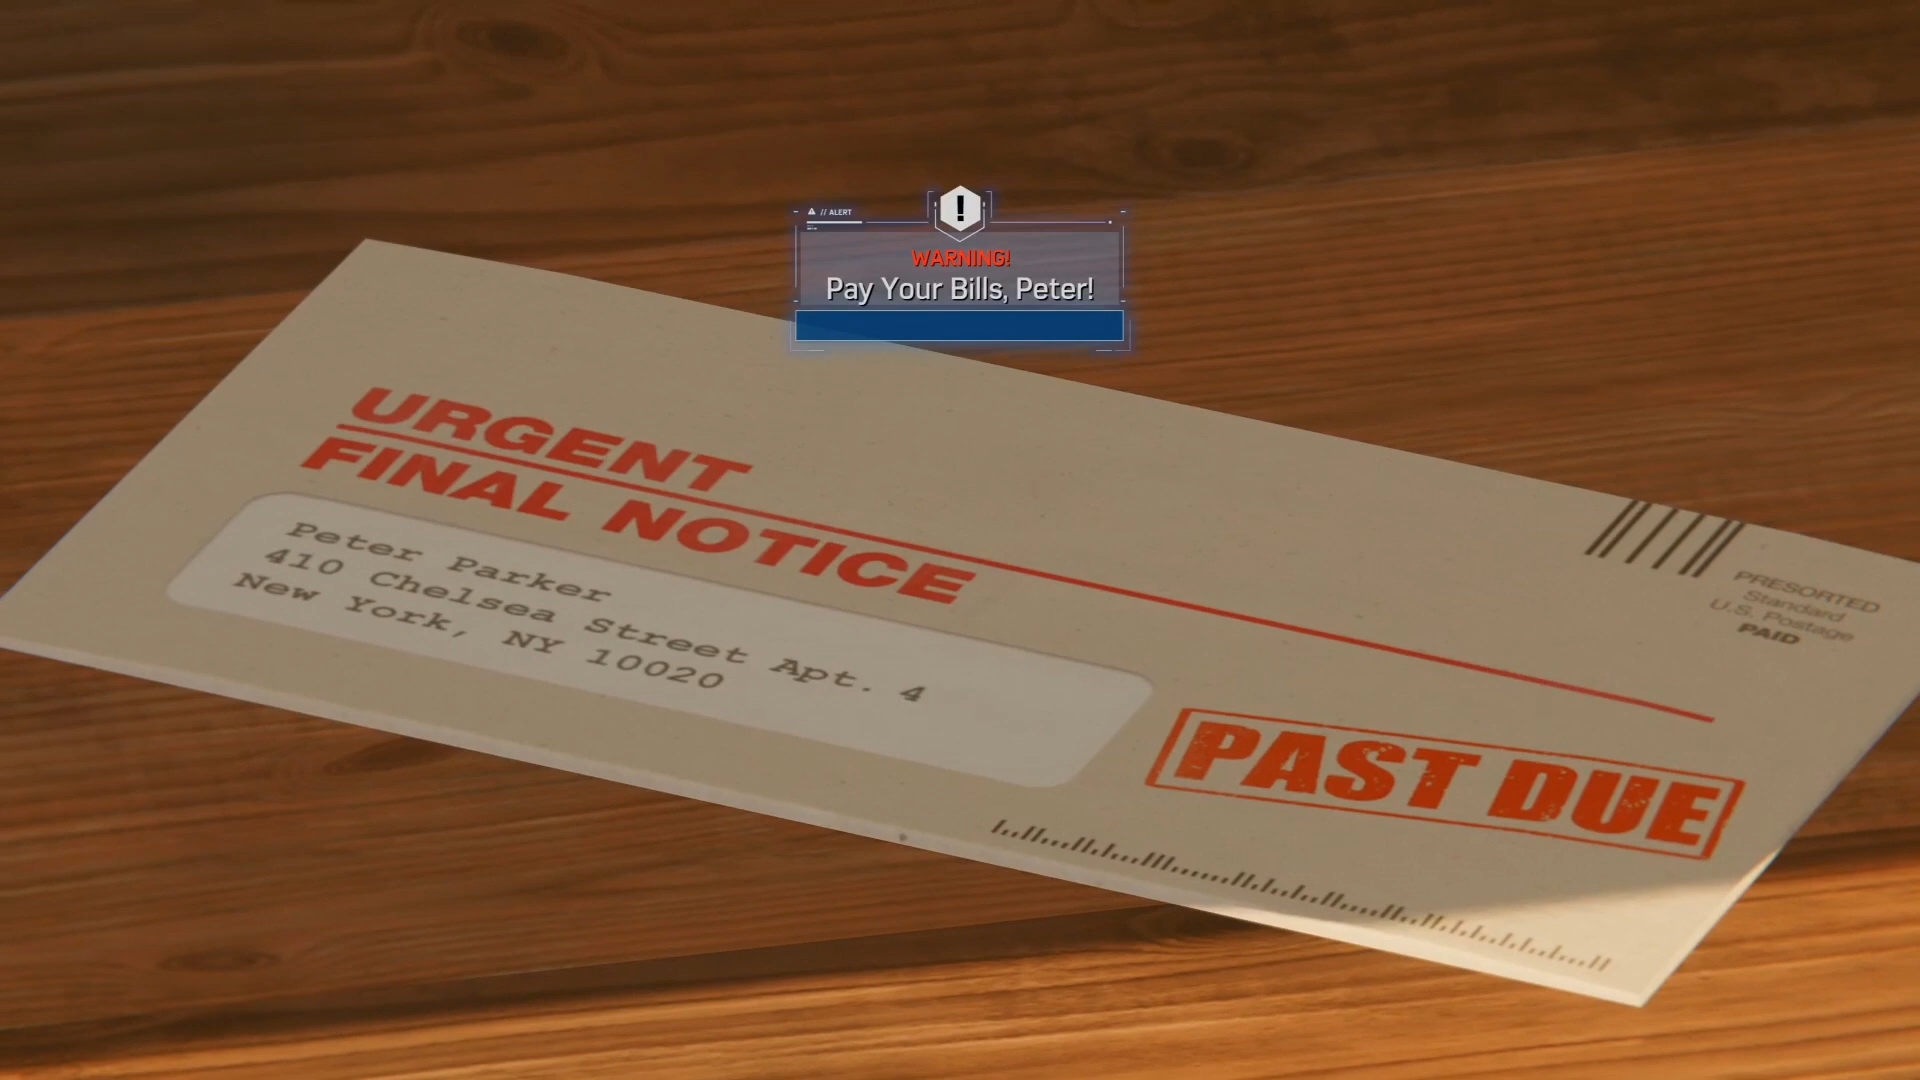 // ALERT
!
WARNING!
Pay Your Bills, Peter!
URGENT
FINAL NOTICE
Peter Parker
410 Chelsea Street Apt. 4
New York, NY 10020
PRESORTED
Standard
U.S. Postage
PAID
PAST DUE